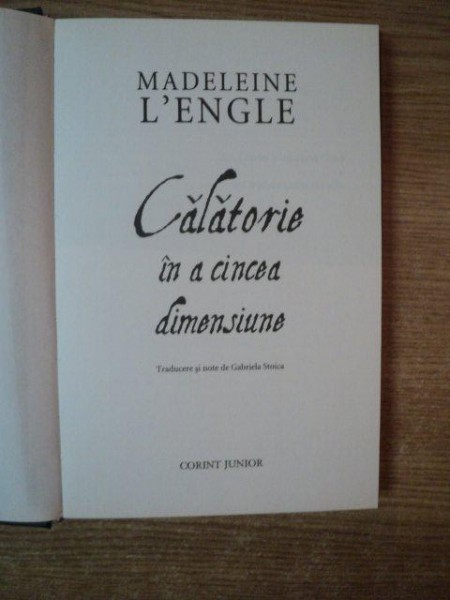 MADELEINE
L'ENGLE
Călătorie
în a cincea
dimensiune
Traducere și note de Gabriela Stoica
CORINT JUNIOR